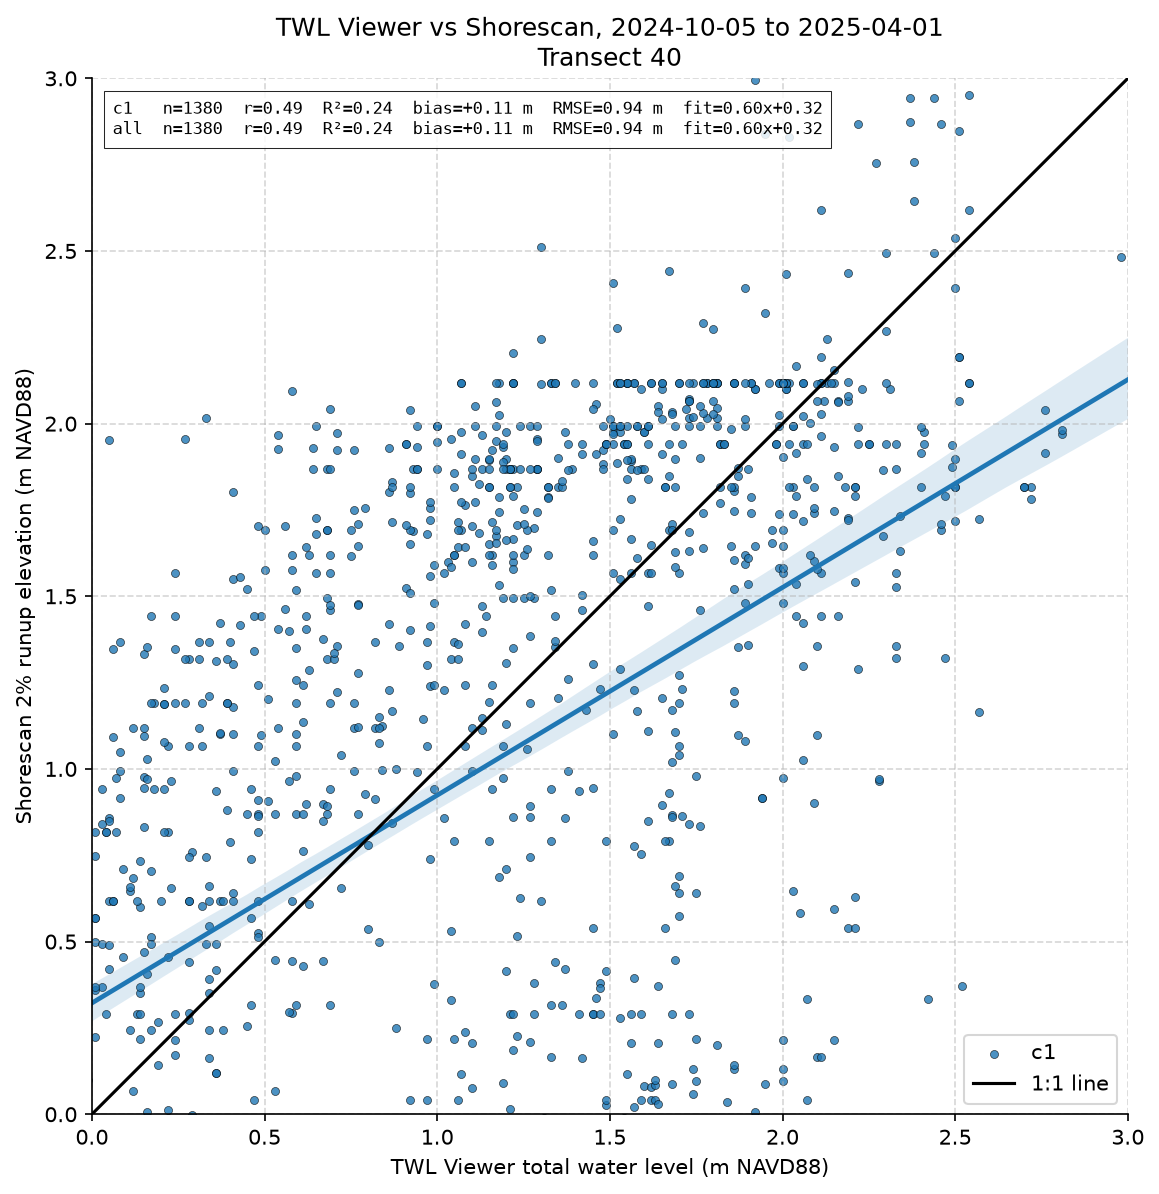 TWL Viewer vs Shorescan, 2024-10-05 to 2025-04-01
Transect 40
c1   n=1380  r=0.49  R²=0.24  bias=+0.11 m  RMSE=0.94 m  fit=0.60x+0.32
all  n=1380  r=0.49  R²=0.24  bias=+0.11 m  RMSE=0.94 m  fit=0.60x+0.32
3.0
2.5
2.0
1.5
1.0
0.5
0.0
Shorescan 2% runup elevation (m NAVD88)
c1
1:1 line
0.0 0.5 1.0 1.5 2.0 2.5 3.0
TWL Viewer total water level (m NAVD88)